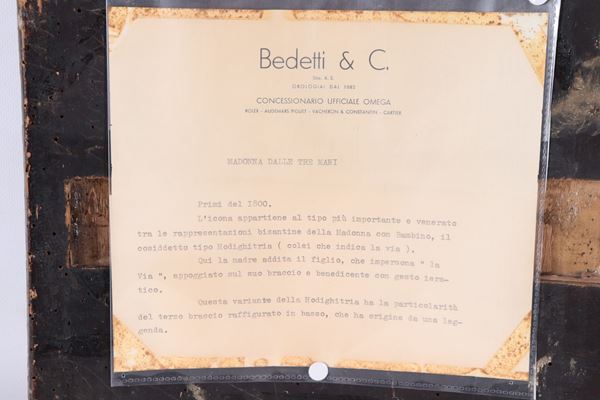 Bedetti & C.
Snc. A. S.
OROLOGIAI DAL 1882
CONCESSIONARIO UFFICIALE OMEGA
ROLEX - AUDEMARS PIGUET - VACHERON & CONSTANTIN - CARTIER
MADONNA DALLE TRE MANI
Primi del 1800.
L'icona appartiene al tipo più importante e venerato
tra le rappresentazioni bizantine della Madonna con Bambino, il
cosiddetto tipo Hodighitria ( colei che indica la via ).
Qui la madre addita il figlio, che impersona " la
Via ", appoggiato sul suo braccio e benedicente con gesto iera-
tico.
Questa variante della Hodighitria ha la particolarità
del terzo braccio raffigurato in basso, che ha origine da una leg-
genda.